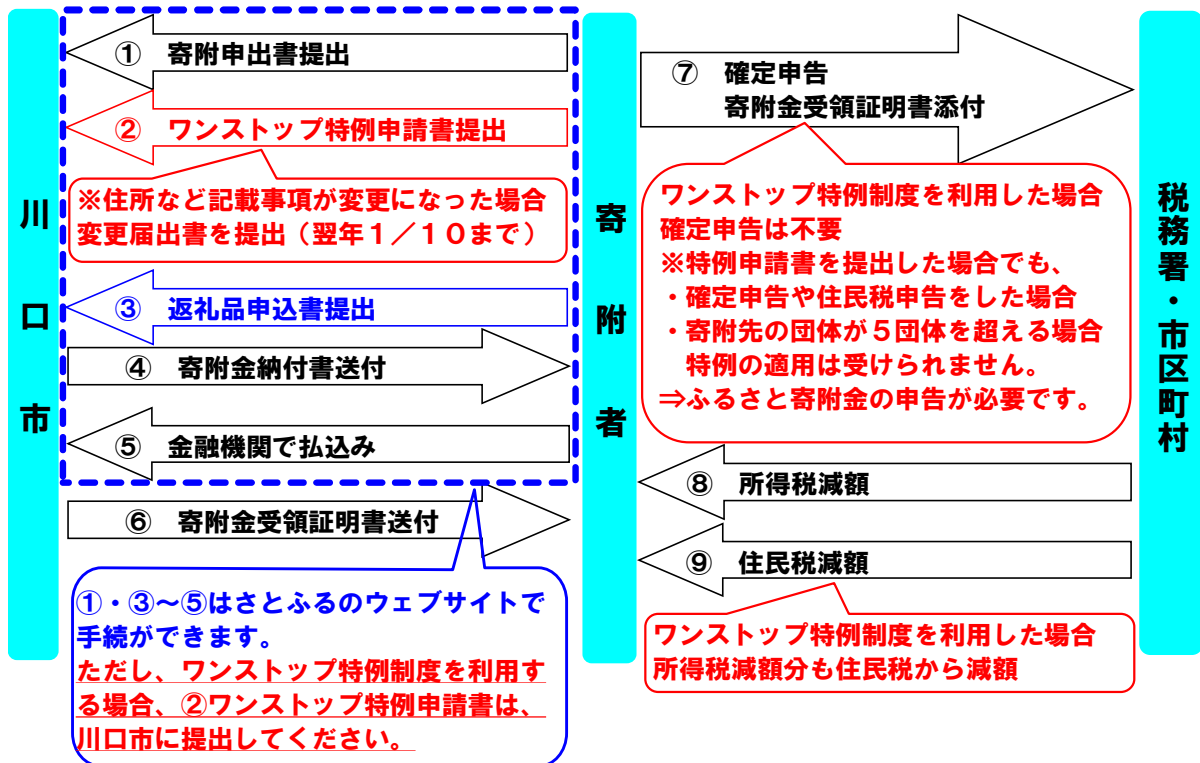 川口市
① 寄附申出書提出
② ワンストップ特例申請書提出
※住所など記載事項が変更になった場合
変更届出書を提出（翌年１／１０まで）
③ 返礼品申込書提出
④ 寄附金納付書送付
⑤ 金融機関で払込み
⑥ 寄附金受領証明書送付
①・③～⑤はさとふるのウェブサイトで
手続ができます。
ただし、ワンストップ特例制度を利用す
る場合、②ワンストップ特例申請書は、
川口市に提出してください。
寄附者
⑦ 確定申告
寄附金受領証明書添付
ワンストップ特例制度を利用した場合
確定申告は不要
※特例申請書を提出した場合でも、
・確定申告や住民税申告をした場合
・寄附先の団体が５団体を超える場合
特例の適用は受けられません。
⇒ふるさと寄附金の申告が必要です。
⑧ 所得税減額
⑨ 住民税減額
ワンストップ特例制度を利用した場合
所得税減額分も住民税から減額
税務署・市区町村